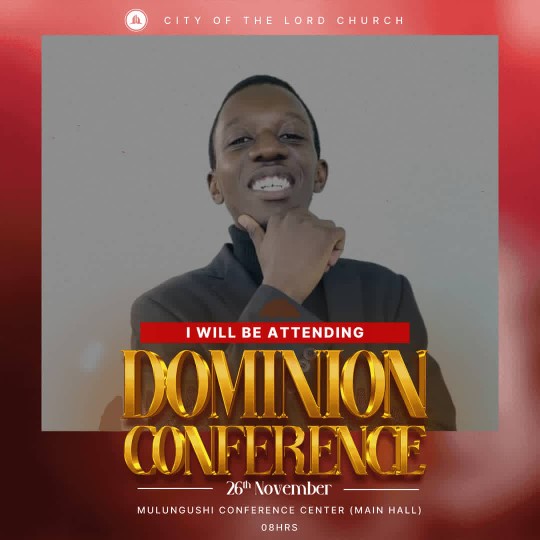 CITY OF THE LORD CHURCH
I WILL BE ATTENDING
DOMINION
CONFERENCE
26th November
MULUNGUSHI CONFERENCE CENTER (MAIN HALL)
08HRS